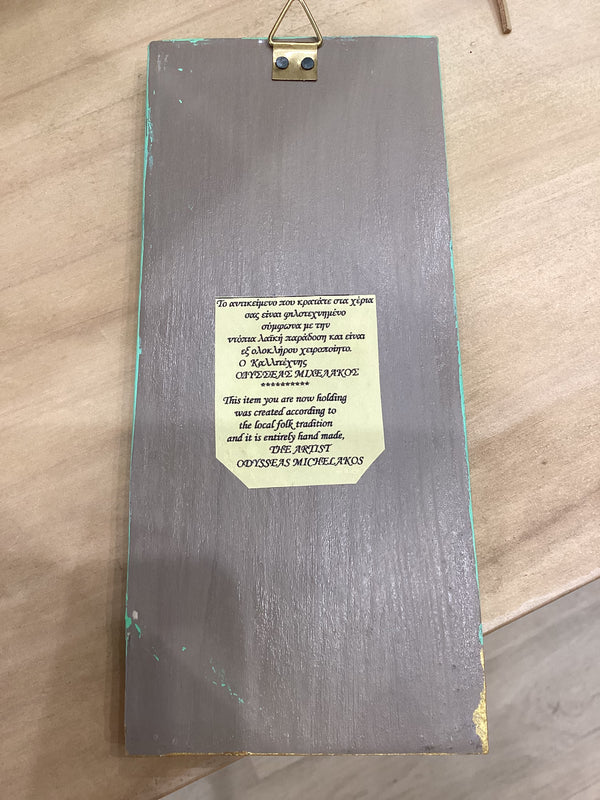 Το αντικείμενο που κρατάτε στα χέρια
σας είναι φιλοτεχνημένο
σύμφωνα με την
ντόπια λαϊκή παράδοση και είναι
εξ ολοκλήρου χειροποίητο.
Ο Καλλιτέχνης
ΟΔΥΣΣΕΑΣ ΜΙΧΕΛΑΚΟΣ
**********
This item you are now holding
was created according to
the local folk tradition
and it is entirely hand made,
THE ARTIST
ODYSSEAS MICHELAKOS